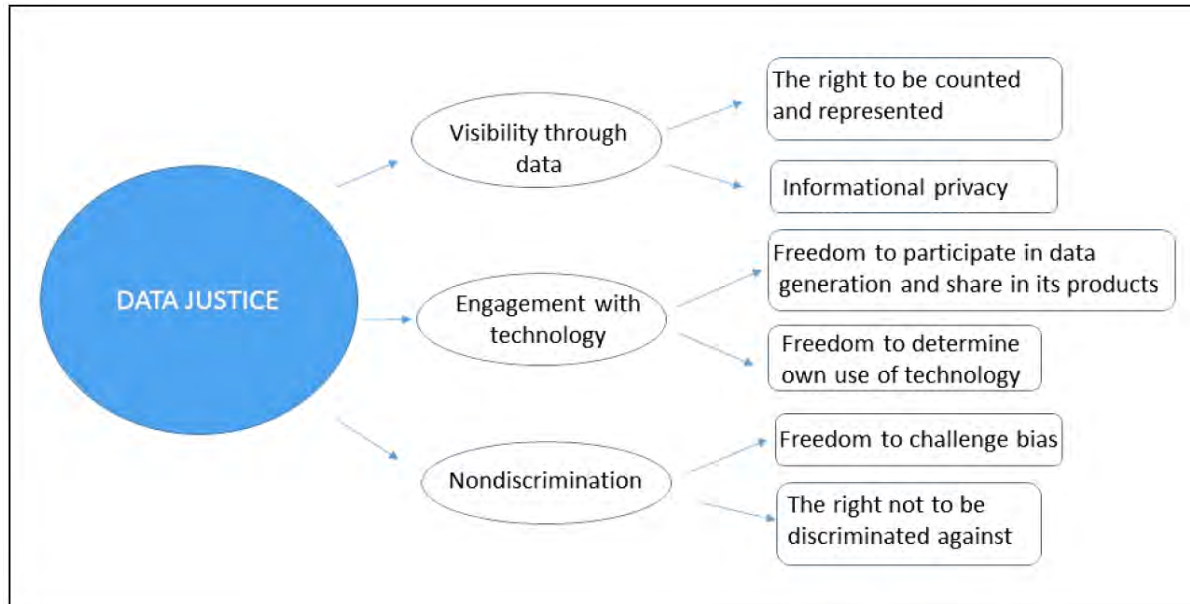 DATA JUSTICE
Visibility through
data
The right to be counted
and represented
Informational privacy
Engagement with
technology
Freedom to participate in data
generation and share in its products
Freedom to determine
own use of technology
Nondiscrimination
Freedom to challenge bias
The right not to be
discriminated against